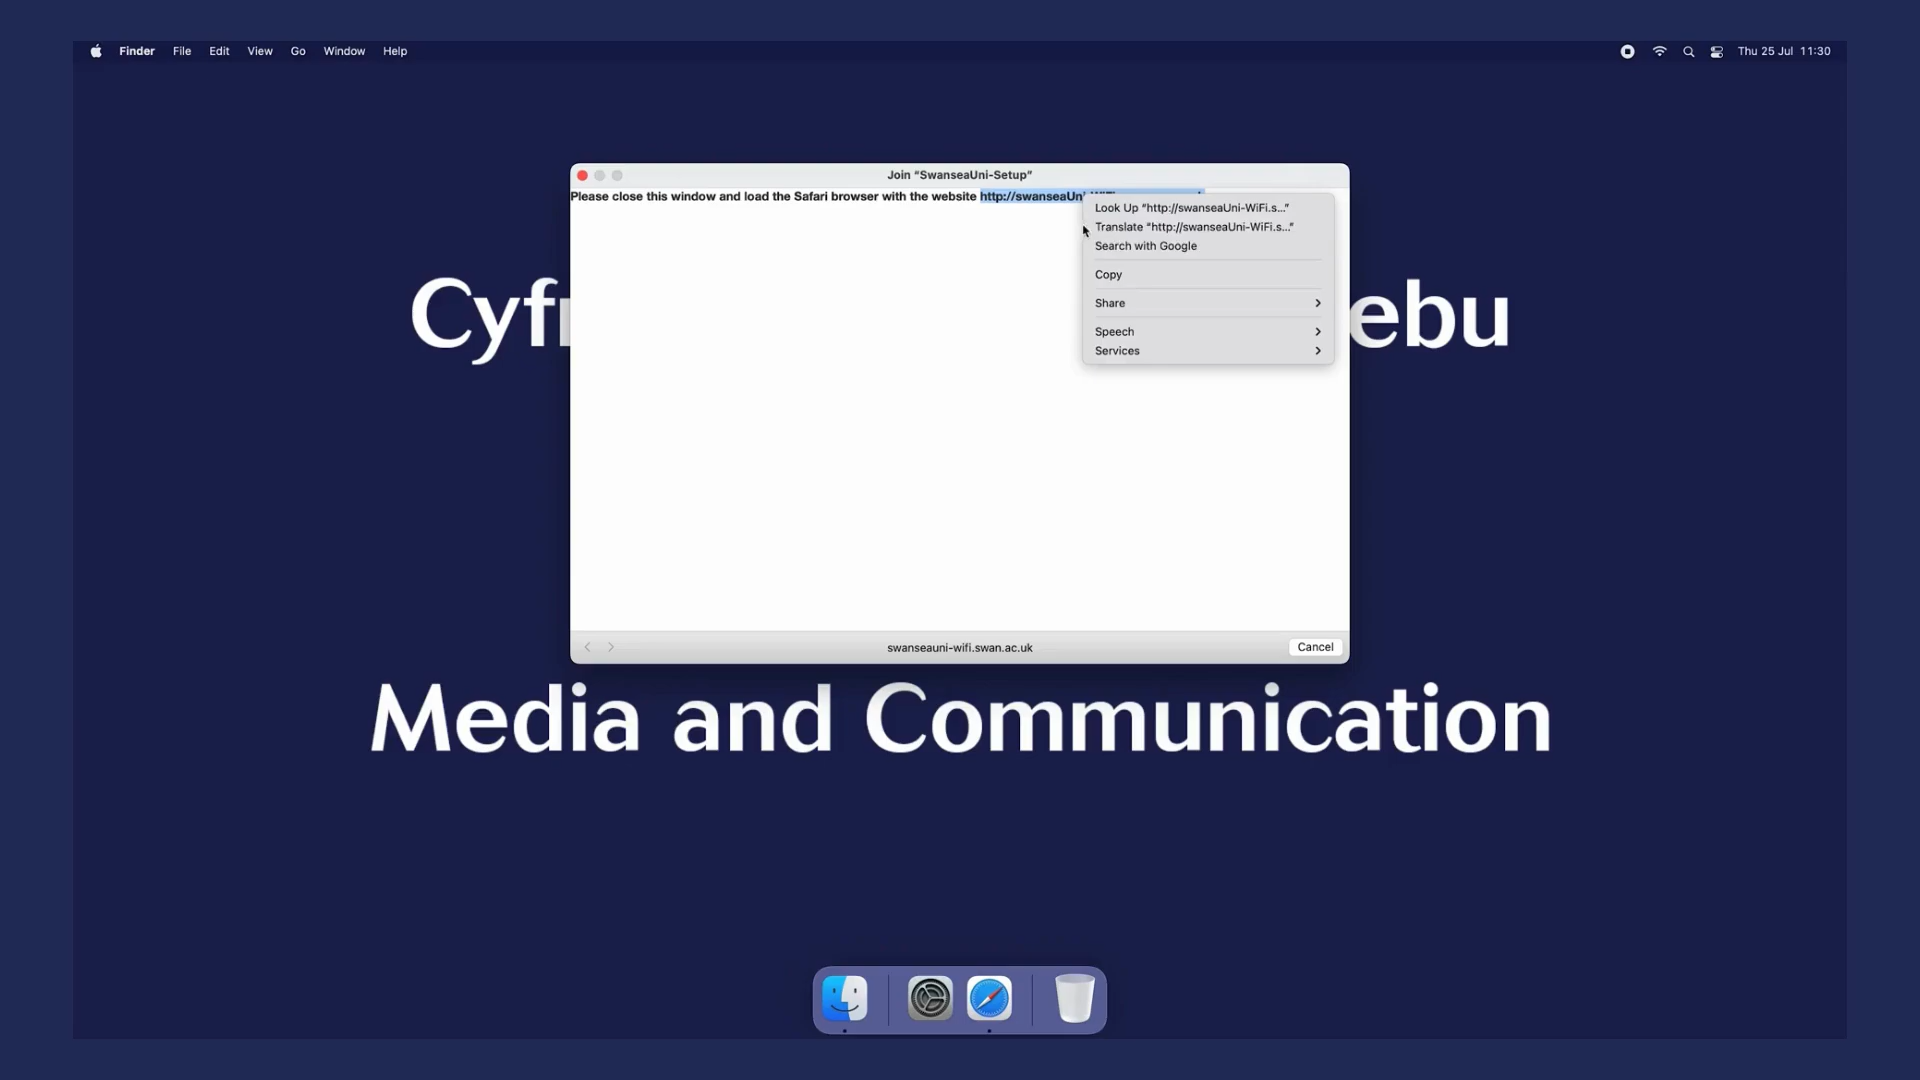 Finder File Edit View Go Window Help Thu 25 Jul 11:30
Join “SwanseaUni-Setup”
Please close this window and load the Safari browser with the website http://swanseaUni-WiFi
Look Up “http://swanseaUni-WiFi.s...”
Translate “http://swanseaUni-WiFi.s...”
Search with Google
Copy
Share
Speech
Services
Cyf ebu
swanseauni-wifi.swan.ac.uk Cancel
Media and Communication